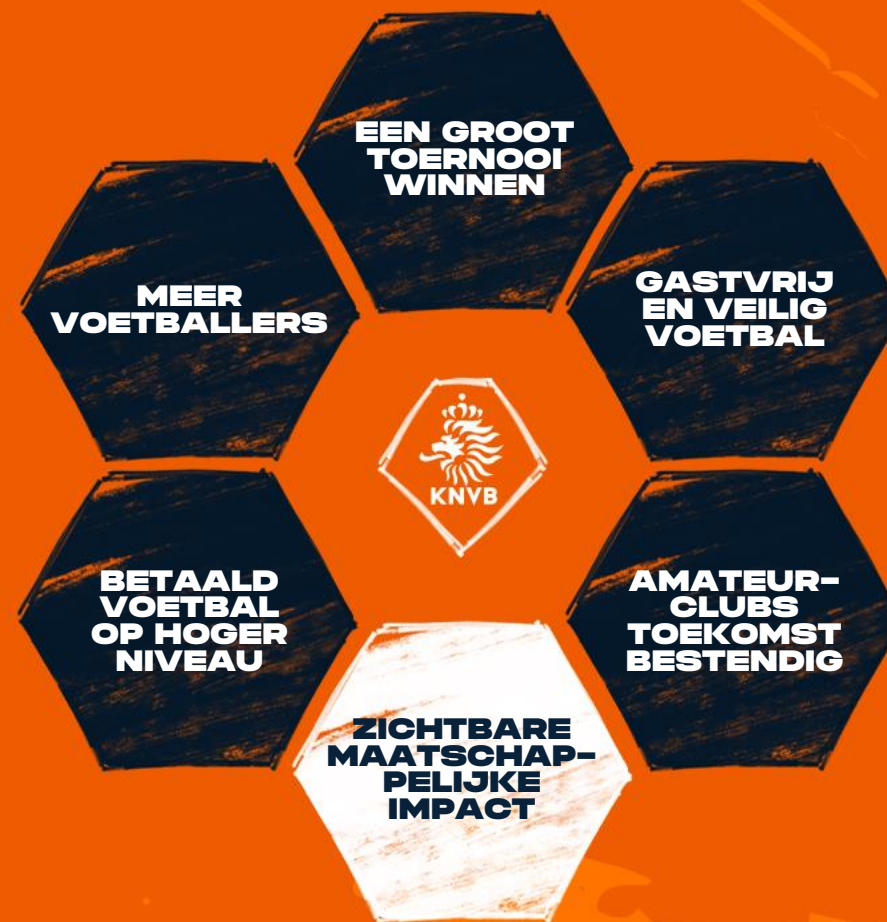 EEN GROOT
TOERNOOI
WINNEN
MEER
VOETBALLERS
GASTVRIJ
EN VEILIG
VOETBAL
KNVB
BETAALD
VOETBAL
OP HOGER
NIVEAU
AMATEUR-
CLUBS
TOEKOMST
BESTENDIG
ZICHTBARE
MAATSCHAP-
PELIJKE
IMPACT